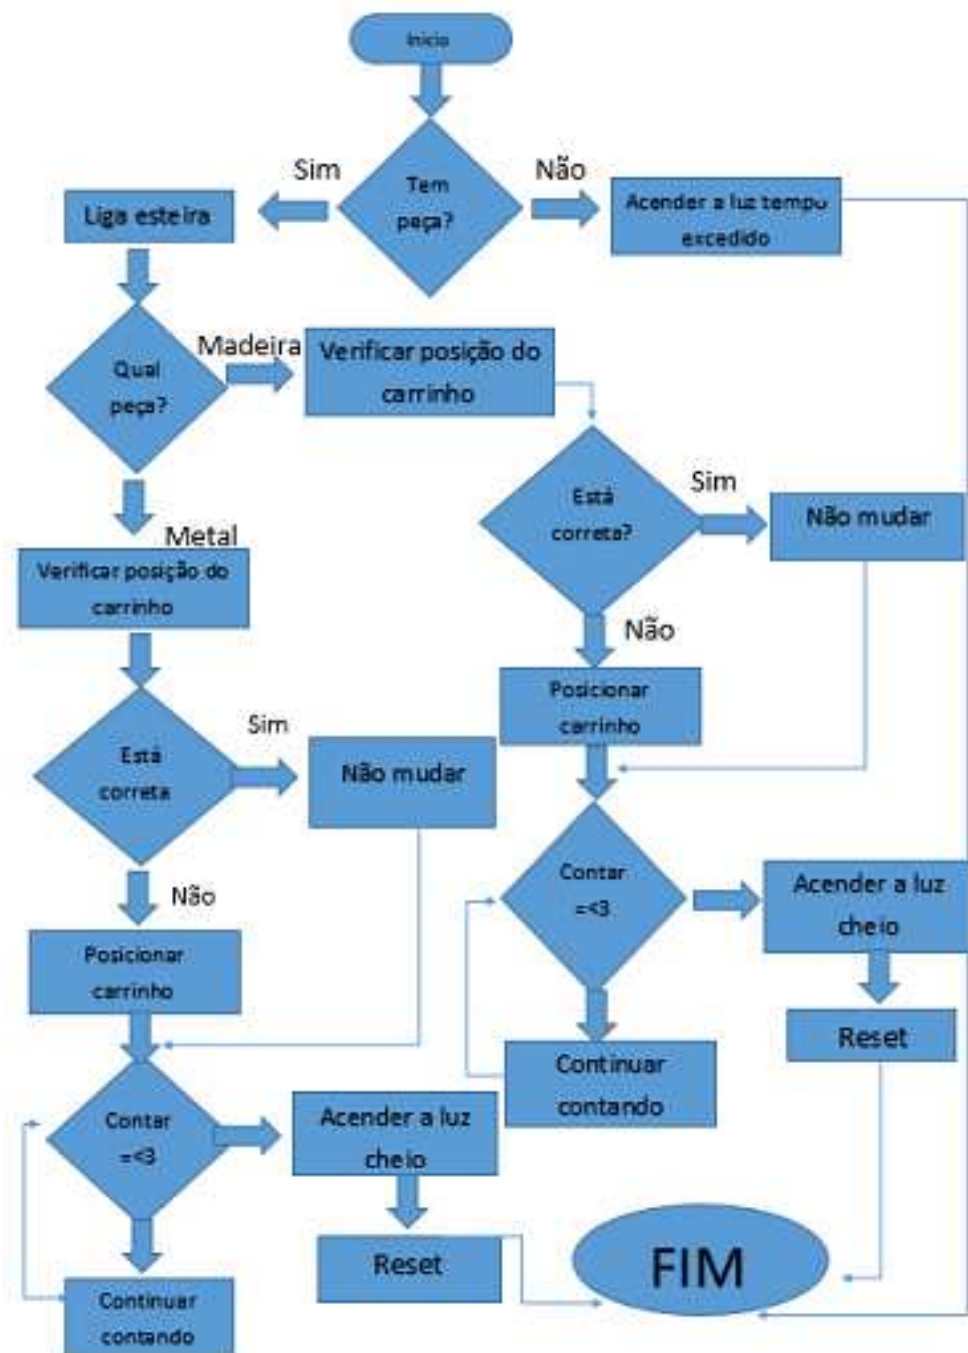 Inicio
Tem
peça?
Sim
Não
Liga esteira
Acender a luz tempo
excedido
Qual
peça?
Madeira
Verificar posição do
carrinho
Está
correta?
Sim
Não mudar
Não
Posicionar
carrinho
Contar
=<3
Acender a luz
cheio
Reset
Continuar
contando
Metal
Verificar posição do
carrinho
Está
correta
Sim
Não mudar
Não
Posicionar
carrinho
Contar
=<3
Acender a luz
cheio
Reset
Continuar
contando
FIM